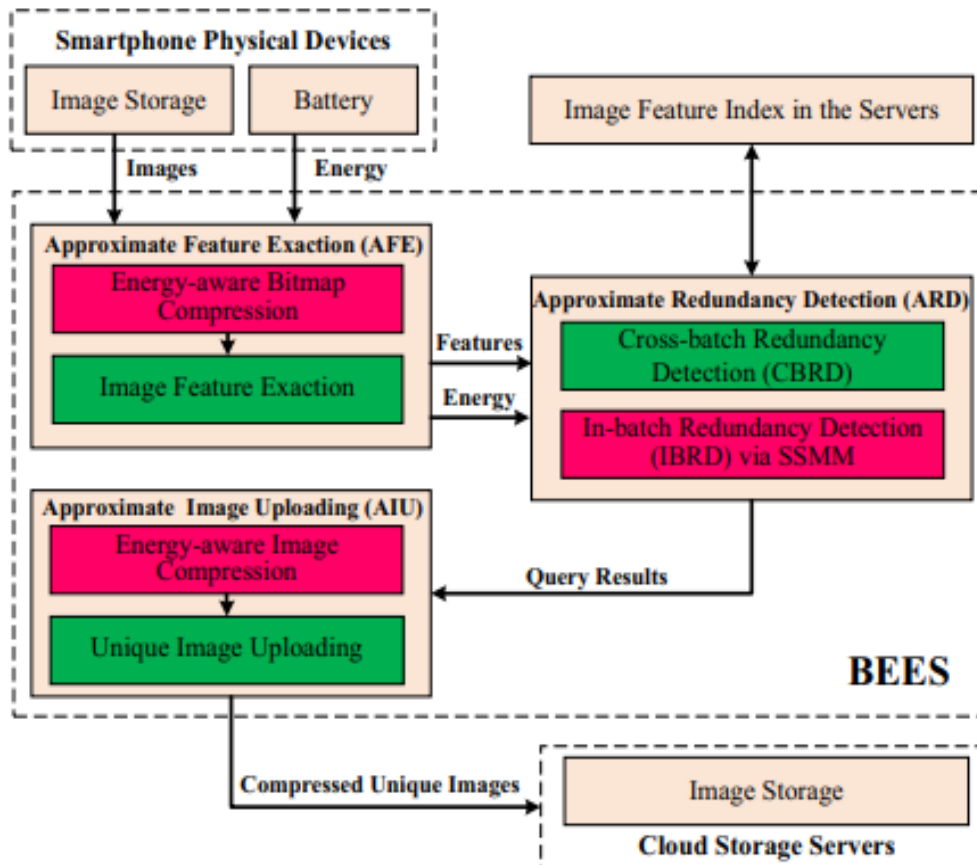 Smartphone Physical Devices
Image Storage
Battery
Image Feature Index in the Servers
Images
Energy
Approximate Feature Exaction (AFE)
Energy-aware Bitmap
Compression
Image Feature Exaction
Features
Energy
Approximate Redundancy Detection (ARD)
Cross-batch Redundancy
Detection (CBRD)
In-batch Redundancy Detection
(IBRD) via SSMM
Approximate Image Uploading (AIU)
Energy-aware Image
Compression
Unique Image Uploading
Query Results
BEES
Compressed Unique Images
Image Storage
Cloud Storage Servers